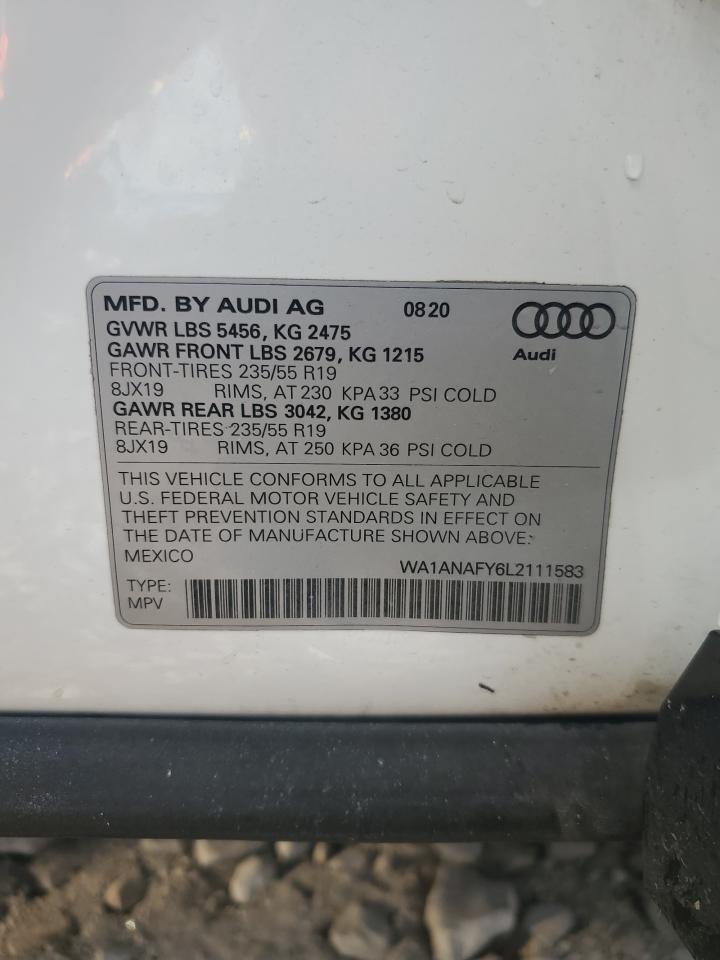 MFD. BY AUDI AG 0820
GVWR LBS 5456, KG 2475
GAWR FRONT LBS 2679, KG 1215
Audi
FRONT-TIRES 235/55 R19
8JX19 RIMS, AT 230 KPA 33 PSI COLD
GAWR REAR LBS 3042, KG 1380
REAR-TIRES 235/55 R19
8JX19 RIMS, AT 250 KPA 36 PSI COLD
THIS VEHICLE CONFORMS TO ALL APPLICABLE
U.S. FEDERAL MOTOR VEHICLE SAFETY AND
THEFT PREVENTION STANDARDS IN EFFECT ON
THE DATE OF MANUFACTURE SHOWN ABOVE:
MEXICO WA1ANAFY6L2111583
TYPE:
MPV